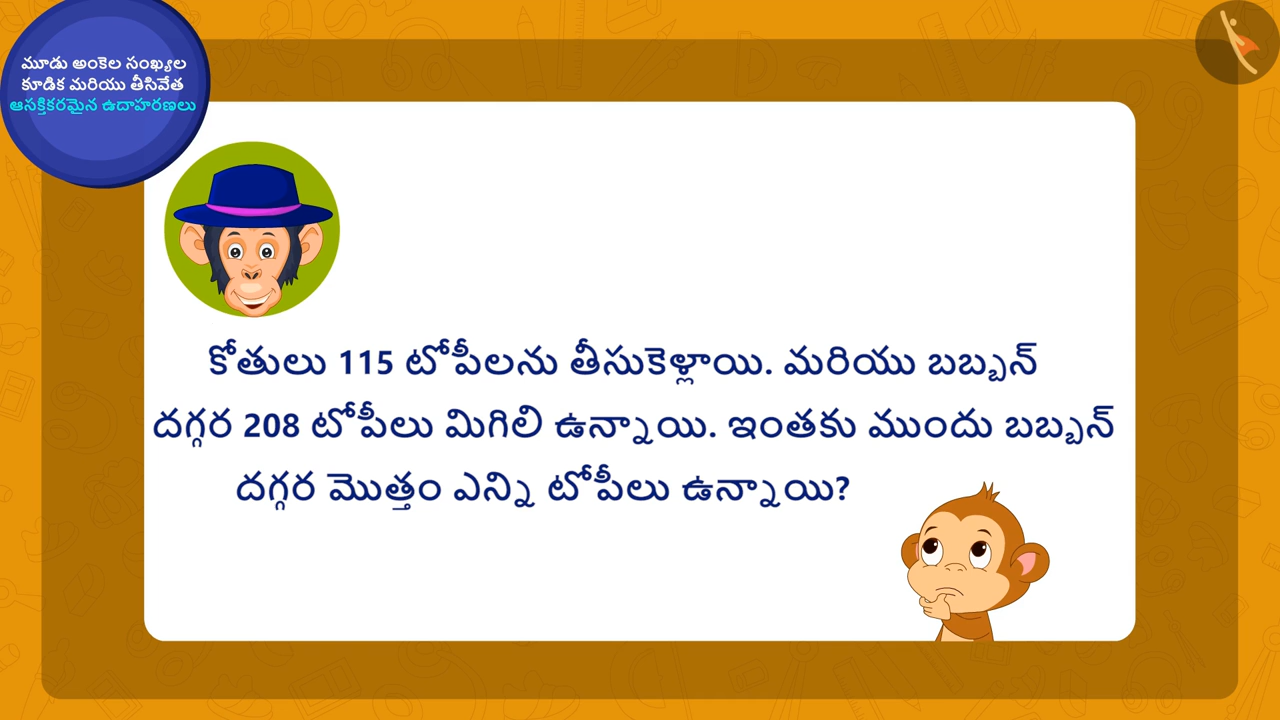 మూడు అంకెల సంఖ్యల
కూడిక మరియు తీసివేత
ఆసక్తికరమైన ఉదాహరణలు
కోతులు 115 టోపీలను తీసుకెళ్లాయి. మరియు బబ్బన్
దగ్గర 208 టోపీలు మిగిలి ఉన్నాయి. ఇంతకు ముందు బబ్బన్
దగ్గర మొత్తం ఎన్ని టోపీలు ఉన్నాయి?